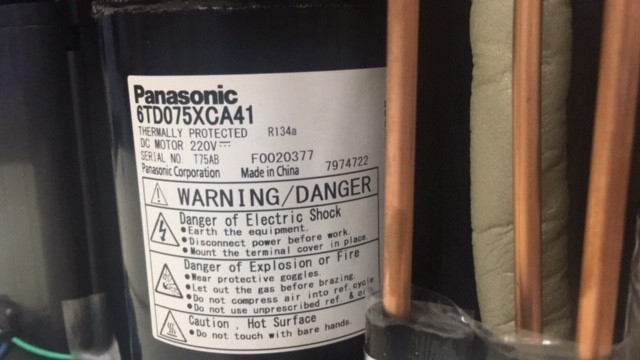 Panasonic
6TD075XCA41
THERMALLY PROTECTED R134a
DC MOTOR 220V⎓
SERIAL NO. T75AB F0020377 7974722
Panasonic Corporation Made in China
WARNING/DANGER
Danger of Electric Shock
●Earth the equipment.
●Disconnect power before work.
●Mount the terminal cover in place.
Danger of Explosion or Fire
●Wear protective goggles.
●Let out the gas before brazing.
●Do not compress air into ref. cycle
●Do not use unprescribed ref. &
Caution , Hot Surface
●Do not touch with bare hands.